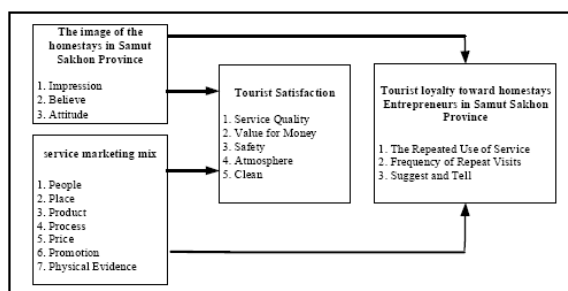 The image of the
homestays in Samut
Sakhon Province
1. Impression
2. Believe
3. Attitude
service marketing mix
1. People
2. Place
3. Product
4. Process
5. Price
6. Promotion
7. Physical Evidence
Tourist Satisfaction
1. Service Quality
2. Value for Money
3. Safety
4. Atmosphere
5. Clean
Tourist loyalty toward homestays
Entrepreneurs in Samut Sakhon
Province
1. The Repeated Use of Service
2. Frequency of Repeat Visits
3. Suggest and Tell